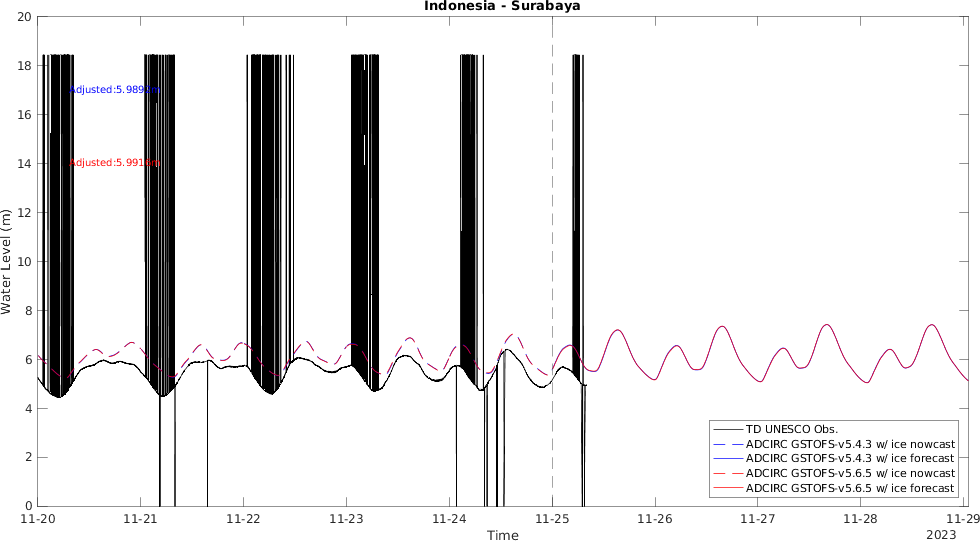 Indonesia - Surabaya
20
18
16
14
12
10
8
6
4
2
0
Water Level (m)
Adjusted:5.989
Adjusted:5.991
TD UNESCO Obs.
ADCIRC GSTOFS-v5.4.3 w/ ice nowcast
ADCIRC GSTOFS-v5.4.3 w/ ice forecast
ADCIRC GSTOFS-v5.6.5 w/ ice nowcast
ADCIRC GSTOFS-v5.6.5 w/ ice forecast
11-20 11-21 11-22 11-23 11-24 11-25 11-26 11-27 11-28 11-29
Time
2023